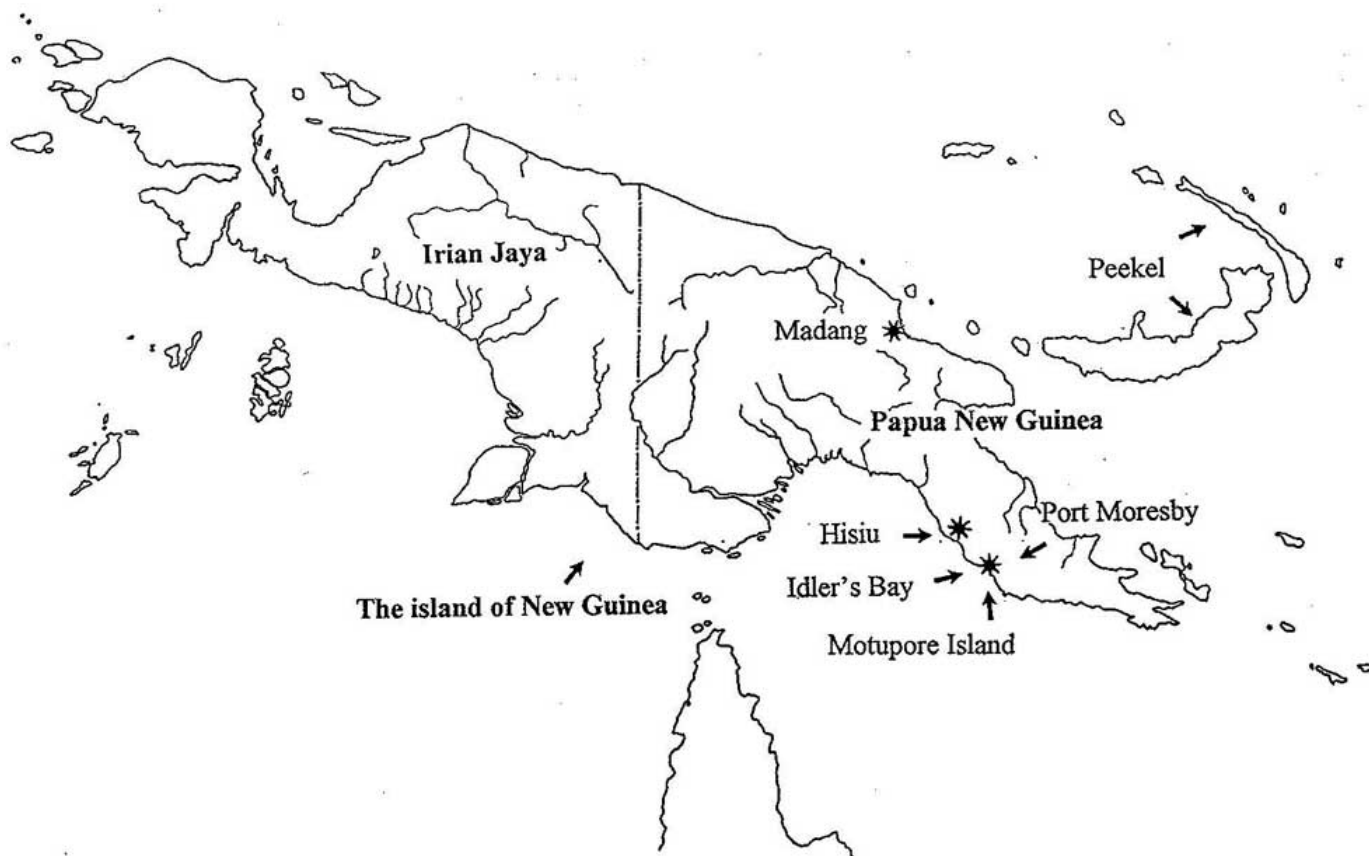 Irian Jaya
Peekel
Madang
Papua New Guinea
Port Moresby
Hisiu
Idler's Bay
The island of New Guinea
Motupore Island